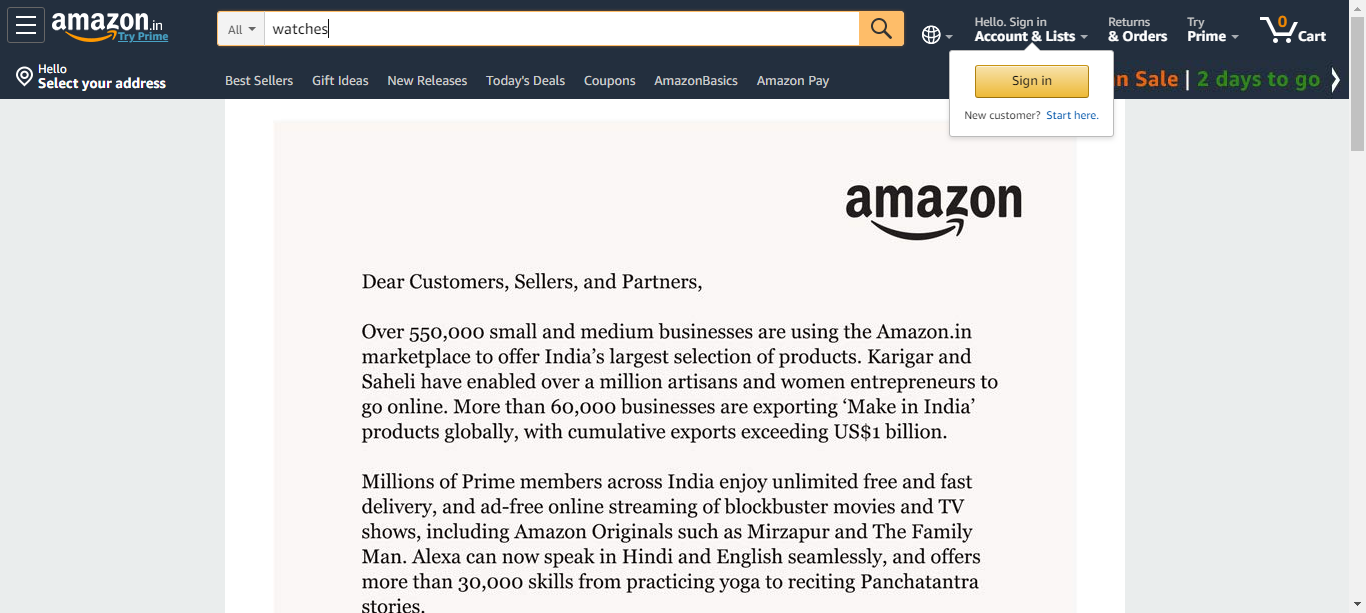 amazon.in
Try Prime
All
watches
Hello. Sign in
Account & Lists
Returns
& Orders
Try
Prime
0
Cart
Hello
Select your address
Best Sellers
Gift Ideas
New Releases
Today's Deals
Coupons
AmazonBasics
Amazon Pay
Sale | 2 days to go
Sign in
New customer? Start here.
amazon
Dear Customers, Sellers, and Partners,
Over 550,000 small and medium businesses are using the Amazon.in
marketplace to offer India’s largest selection of products. Karigar and
Saheli have enabled over a million artisans and women entrepreneurs to
go online. More than 60,000 businesses are exporting ‘Make in India’
products globally, with cumulative exports exceeding US$1 billion.
Millions of Prime members across India enjoy unlimited free and fast
delivery, and ad-free online streaming of blockbuster movies and TV
shows, including Amazon Originals such as Mirzapur and The Family
Man. Alexa can now speak in Hindi and English seamlessly, and offers
more than 30,000 skills from practicing yoga to reciting Panchatantra
stories.